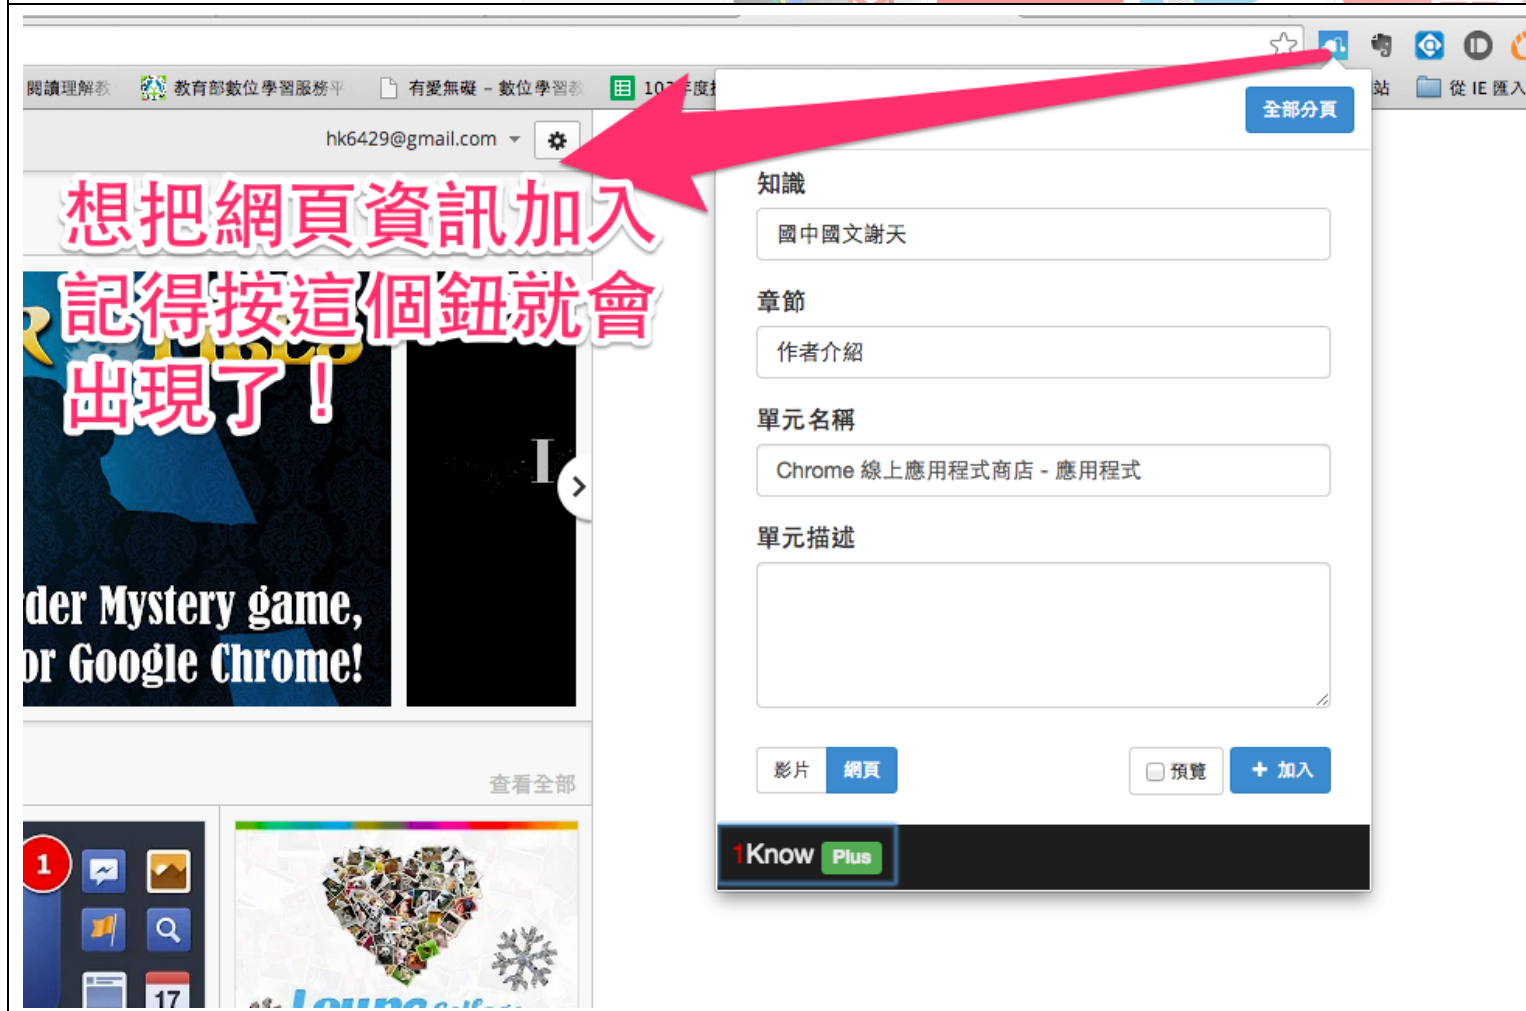 閱讀理解教
教育部數位學習服務平
有愛無礙 – 數位學習教
站
從 IE 匯入
全部分頁
hk6429@gmail.com
想把網頁資訊加入
記得按這個鈕就會
出現了！
知識
國中國文謝天
章節
作者介紹
單元名稱
Chrome 線上應用程式商店 - 應用程式
單元描述
der Mystery game,
or Google Chrome!
影片
網頁
預覽
+ 加入
查看全部
1Know Plus
1
17